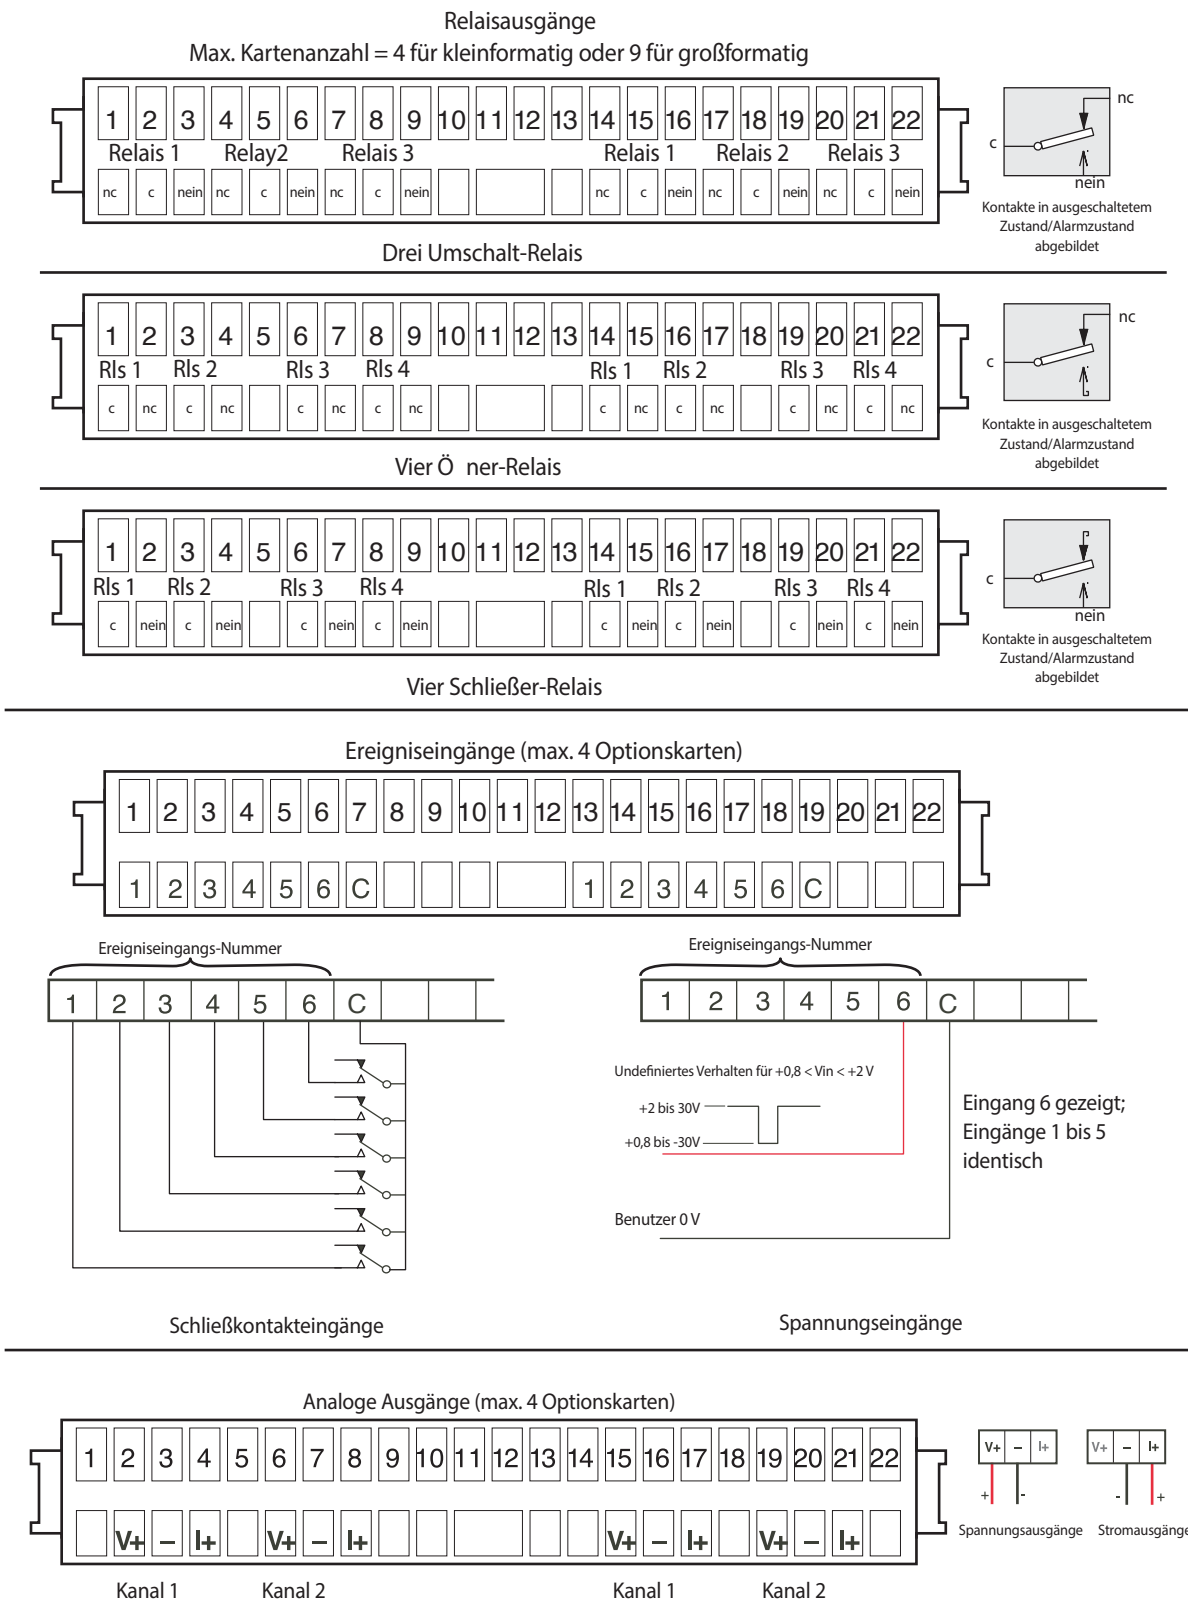 Relaisausgänge
Max. Kartenanzahl = 4 für kleinformatig oder 9 für großformatig
1 2 3 4 5 6 7 8 9 10 11 12 13 14 15 16 17 18 19 20 21 22
Relais 1 Relay2 Relais 3 Relais 1 Relais 2 Relais 3
nc c nein nc c nein nc c nein nc c nein nc c nein nc c nein
nc
c
nein
Kontakte in ausgeschaltetem
Zustand/Alarmzustand
abgebildet
Drei Umschalt-Relais
1 2 3 4 5 6 7 8 9 10 11 12 13 14 15 16 17 18 19 20 21 22
Rls 1 Rls 2 Rls 3 Rls 4 Rls 1 Rls 2 Rls 3 Rls 4
c nc c nc c nc c nc c nc c nc c nc c nc
nc
c
Kontakte in ausgeschaltetem
Zustand/Alarmzustand
abgebildet
Vier Ö ner-Relais
1 2 3 4 5 6 7 8 9 10 11 12 13 14 15 16 17 18 19 20 21 22
Rls 1 Rls 2 Rls 3 Rls 4 Rls 1 Rls 2 Rls 3 Rls 4
c nein c nein c nein c nein c nein c nein c nein c nein
c
nein
Kontakte in ausgeschaltetem
Zustand/Alarmzustand
abgebildet
Vier Schließer-Relais
Ereigniseingänge (max. 4 Optionskarten)
1 2 3 4 5 6 7 8 9 10 11 12 13 14 15 16 17 18 19 20 21 22
1 2 3 4 5 6 C 1 2 3 4 5 6 C
Ereigniseingangs-Nummer
1 2 3 4 5 6 C
Schließkontakteingänge
Ereigniseingangs-Nummer
1 2 3 4 5 6 C
Undefiniertes Verhalten für +0,8 < Vin < +2 V
+2 bis 30V
+0,8 bis -30V
Eingang 6 gezeigt;
Eingänge 1 bis 5
identisch
Benutzer 0 V
Spannungseingänge
Analoge Ausgänge (max. 4 Optionskarten)
1 2 3 4 5 6 7 8 9 10 11 12 13 14 15 16 17 18 19 20 21 22
V+ – I+ V+ – I+ V+ – I+ V+ – I+
Kanal 1 Kanal 2 Kanal 1 Kanal 2
V+ – I+
+ -
Spannungsausgänge
V+ – I+
- +
Stromausgänge